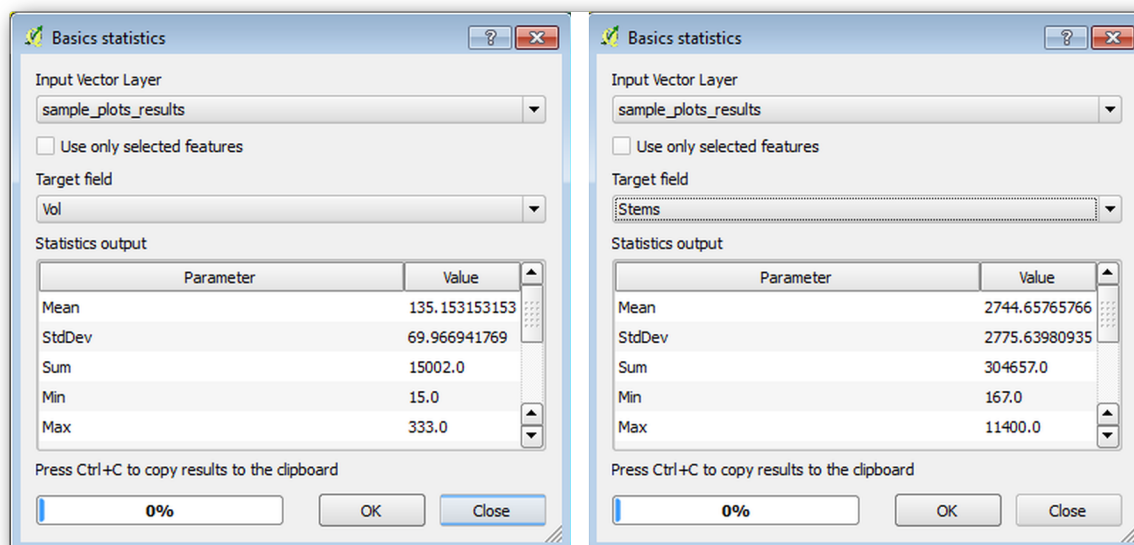 Basics statistics
Input Vector Layer
sample_plots_results
Use only selected features
Target field
Vol
Statistics output
Parameter Value
Mean 135.153153153
StdDev 69.966941769
Sum 15002.0
Min 15.0
Max 333.0
Press Ctrl+C to copy results to the clipboard
0% OK Close
Basics statistics
Input Vector Layer
sample_plots_results
Use only selected features
Target field
Stems
Statistics output
Parameter Value
Mean 2744.65765766
StdDev 2775.63980935
Sum 304657.0
Min 167.0
Max 11400.0
Press Ctrl+C to copy results to the clipboard
0% OK Close